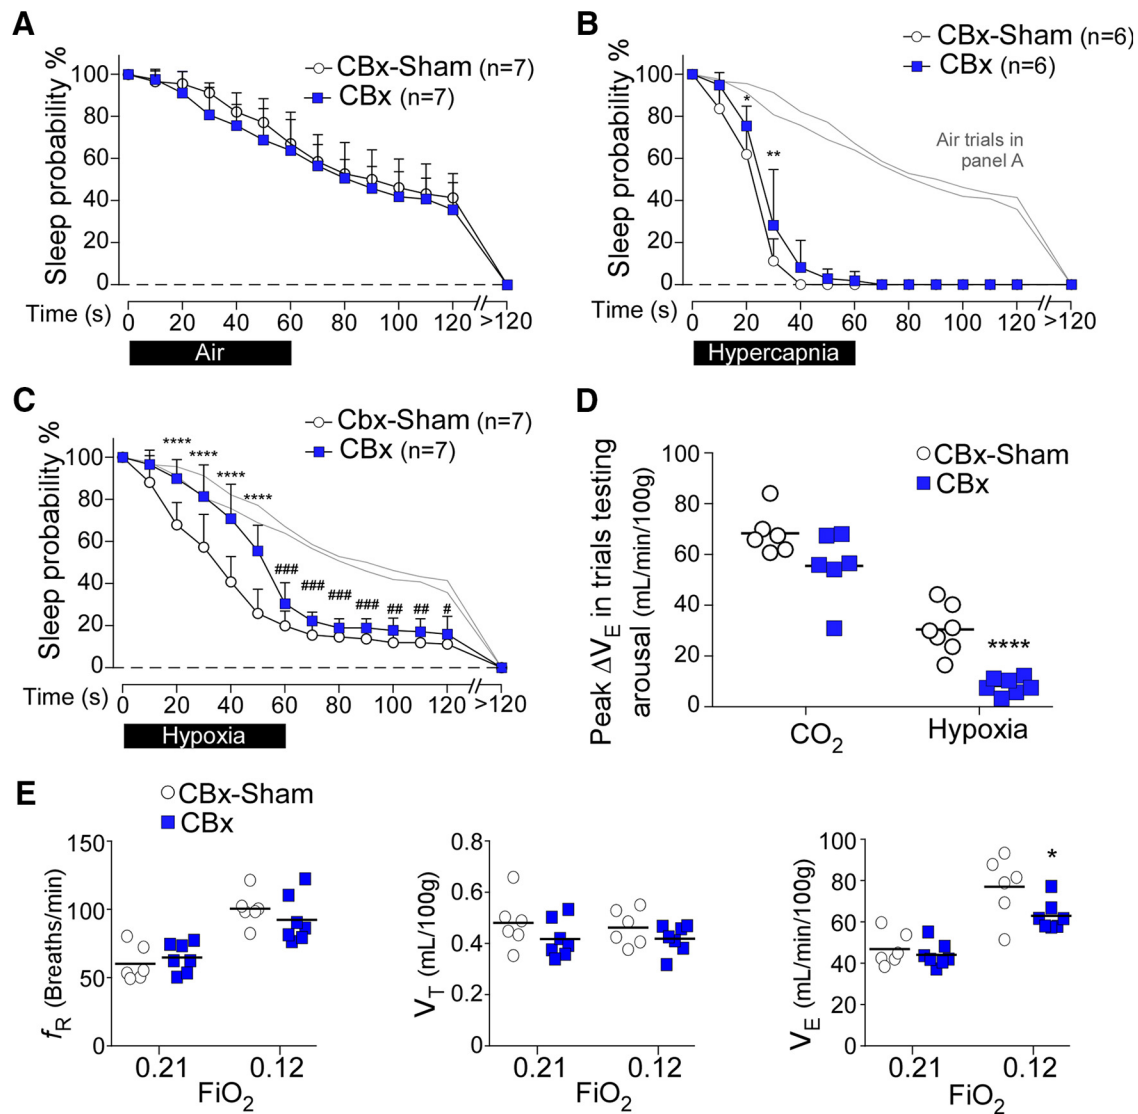 A
Sleep probability %
CBx-Sham (n=7)
CBx (n=7)
100
80
60
40
20
0
Time (s)
0 20 40 60 80 100 120 >120
Air
B
Sleep probability %
CBx-Sham (n=6)
CBx (n=6)
100
80
60
40
20
0
*
**
Air trials in
panel A
Time (s)
0 20 40 60 80 100 120 >120
Hypercapnia
C
Sleep probability %
Cbx-Sham (n=7)
CBx (n=7)
100
80
60
40
20
0
**** **** **** ****
### ### ### ### ## ## #
Time (s)
0 20 40 60 80 100 120 >120
Hypoxia
D
Peak ΔVE in trials testing
arousal (mL/min/100g)
CBx-Sham
CBx
100
80
60
40
20
0
****
CO2
Hypoxia
E
CBx-Sham
CBx
fR (Breaths/min)
150
100
50
0
0.21 0.12
FiO2
VT (mL/100g)
0.8
0.6
0.4
0.2
0
0.21 0.12
FiO2
VE (mL/min/100g)
100
80
60
40
20
0
*
0.21 0.12
FiO2